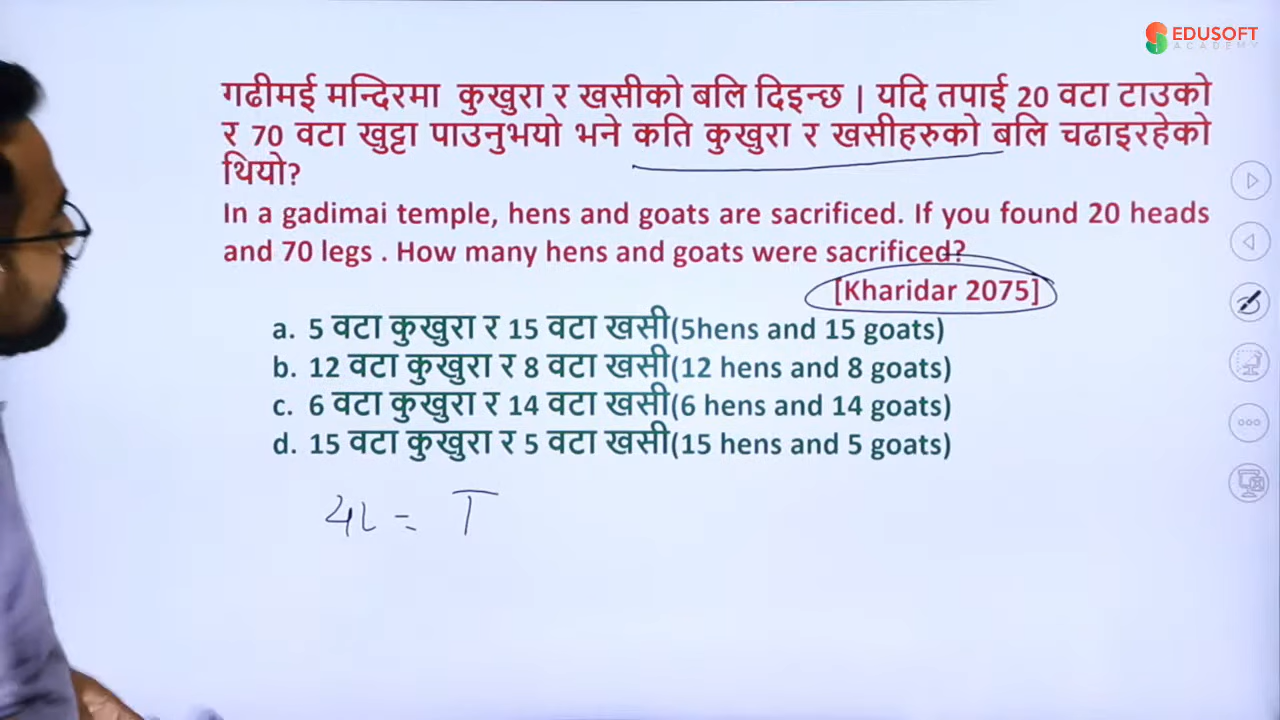 EDUSOFT
ACADEMY
गढीमई मन्दिरमा कुखुरा र खसीको बलि दिइन्छ | यदि तपाई 20 वटा टाउको
र 70 वटा खुट्टा पाउनुभयो भने कति कुखुरा र खसीहरुको बलि चढाइरहेको
थियो?
In a gadimai temple, hens and goats are sacrificed. If you found 20 heads
and 70 legs . How many hens and goats were sacrificed?
[Kharidar 2075]
a. 5 वटा कुखुरा र 15 वटा खसी(5hens and 15 goats)
b. 12 वटा कुखुरा र 8 वटा खसी(12 hens and 8 goats)
c. 6 वटा कुखुरा र 14 वटा खसी(6 hens and 14 goats)
d. 15 वटा कुखुरा र 5 वटा खसी(15 hens and 5 goats)
4L = T